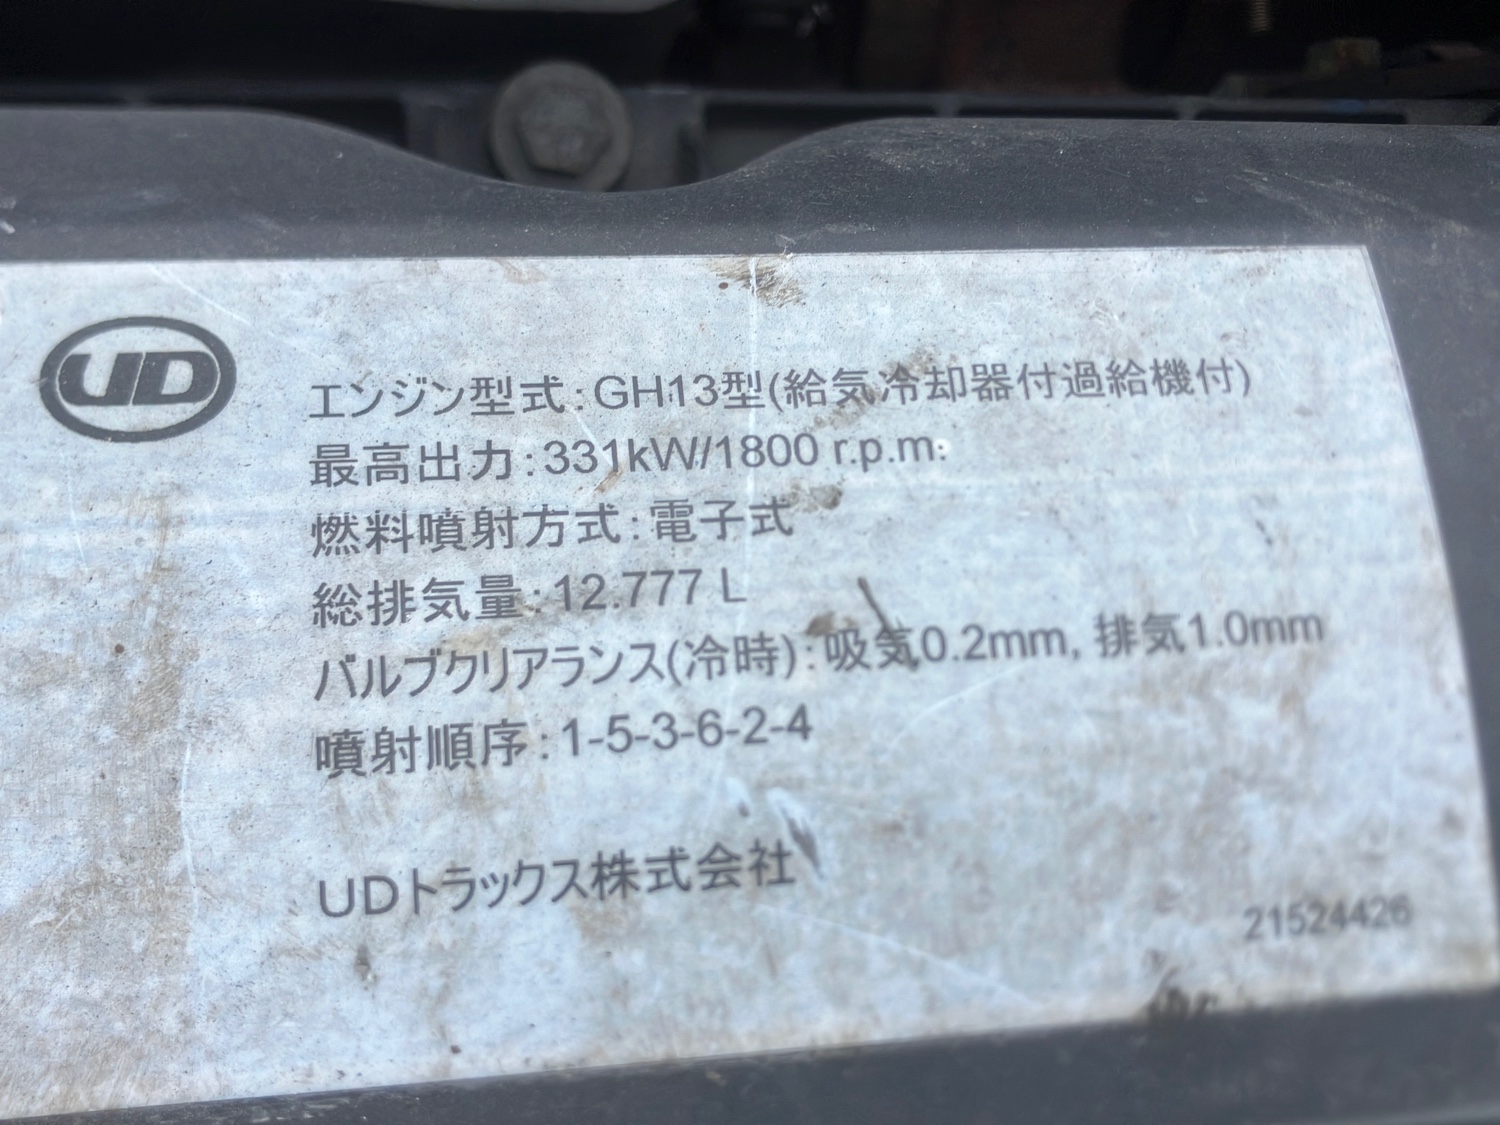 UD
エンジン型式:GH13型(給気冷却器付過給機付)
最高出力:331kW/1800 r.p.m.
燃料噴射方式:電子式
総排気量:12.777 L
バルブクリアランス(冷時):吸気0.2mm, 排気1.0mm
噴射順序:1-5-3-6-2-4
UDトラックス株式会社
21524426